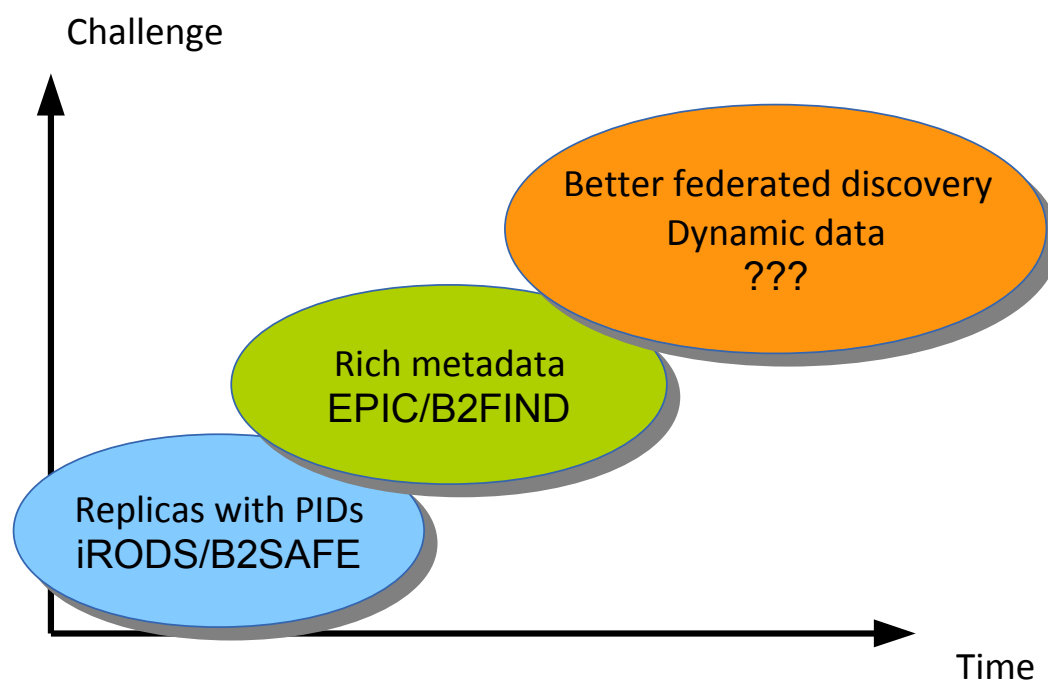 Challenge
Better federated discovery
Dynamic data
???
Rich metadata
EPIC/B2FIND
Replicas with PIDs
iRODS/B2SAFE
Time